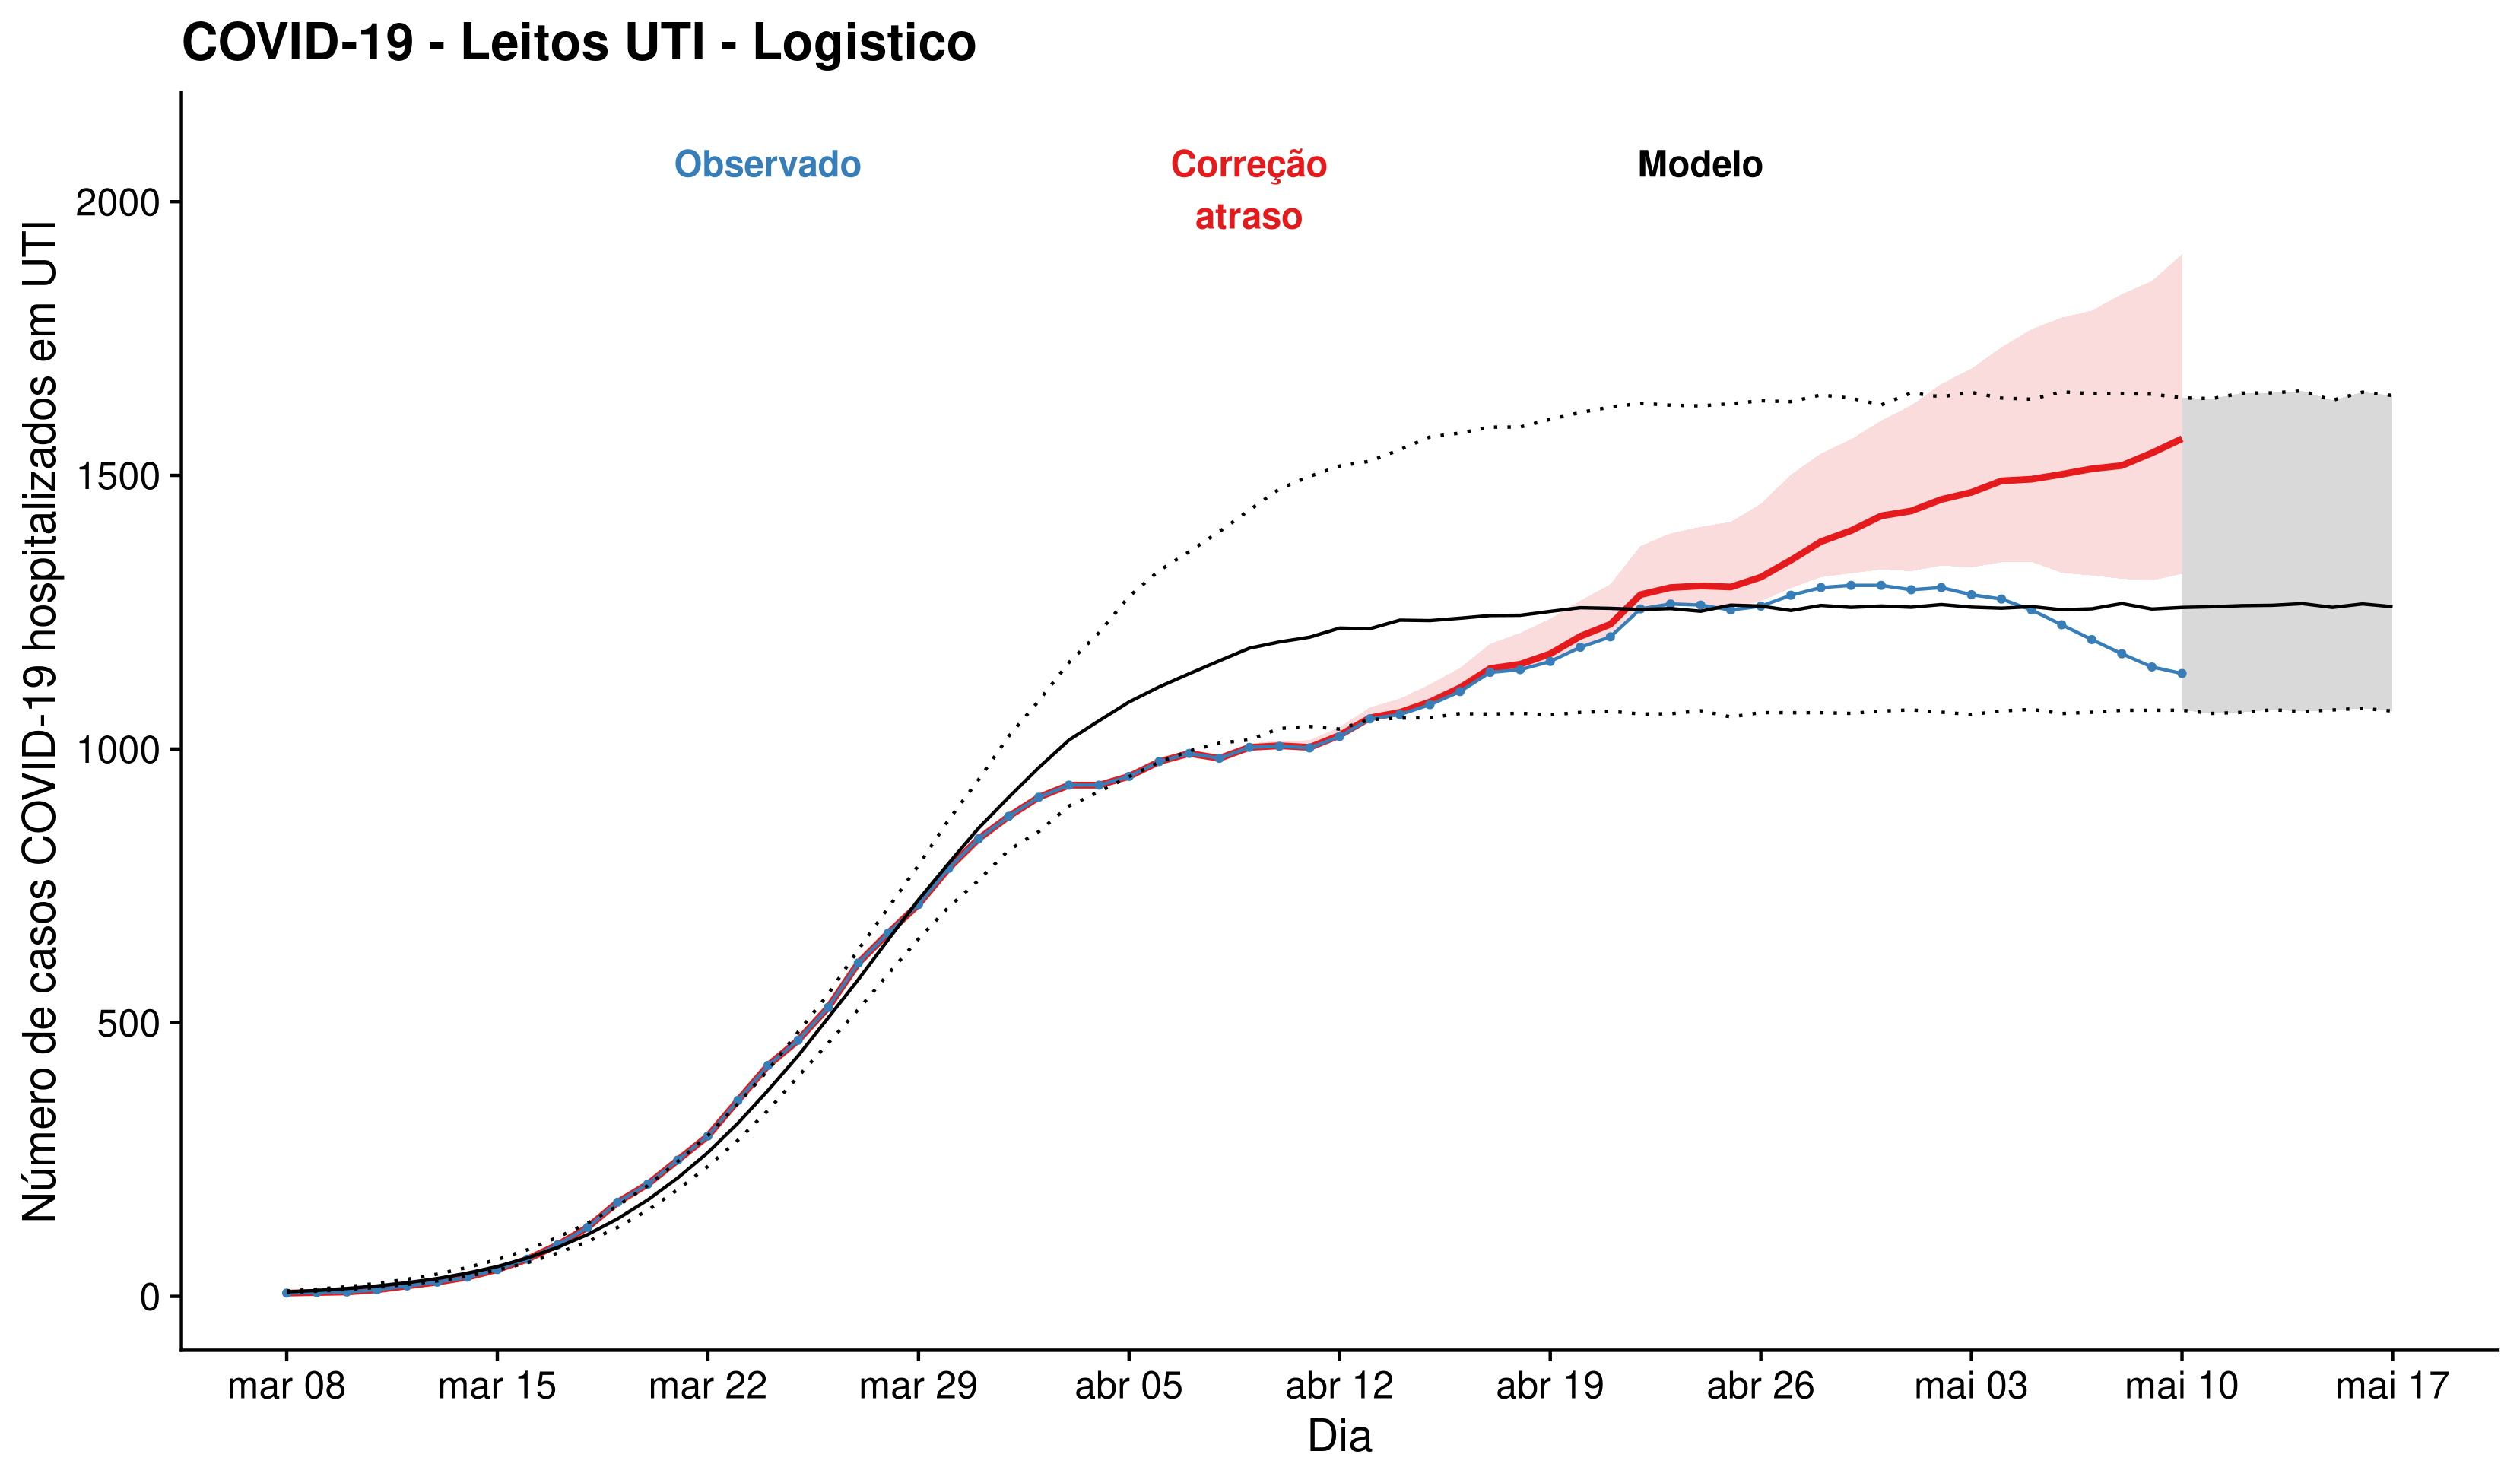 COVID-19 - Leitos UTI - Logistico
Observado
Correção
atraso
Modelo
Número de casos COVID-19 hospitalizados em UTI
2000
1500
1000
500
0
mar 08
mar 15
mar 22
mar 29
abr 05
abr 12
abr 19
abr 26
mai 03
mai 10
mai 17
Dia